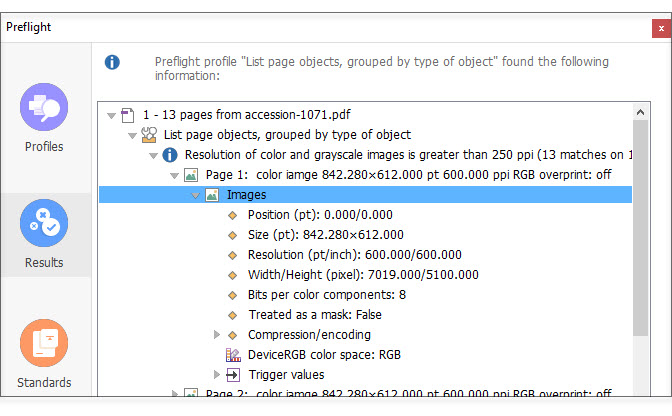 Preflight
Preflight profile "List page objects, grouped by type of object" found the following
information:
Profiles
Results
Standards
1 - 13 pages from accession-1071.pdf
List page objects, grouped by type of object
Resolution of color and grayscale images is greater than 250 ppi (13 matches on 1
Page 1: color iamge 842.280×612.000 pt 600.000 ppi RGB overprint: off
Images
Position (pt): 0.000/0.000
Size (pt): 842.280×612.000
Resolution (pt/inch): 600.000/600.000
Width/Height (pixel): 7019.000/5100.000
Bits per color components: 8
Treated as a mask: False
Compression/encoding
DeviceRGB color space: RGB
Trigger values
Page 2: color iamge 842.280×612.000 pt 600.000 ppi RGB overprint: off